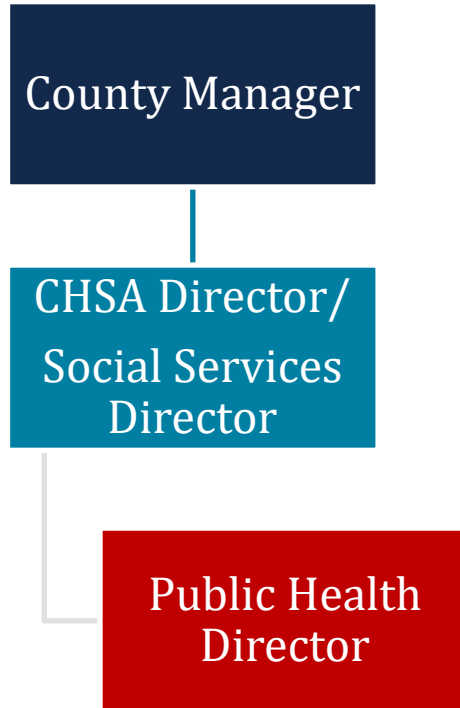 County Manager
CHSA Director/
Social Services
Director
Public Health
Director